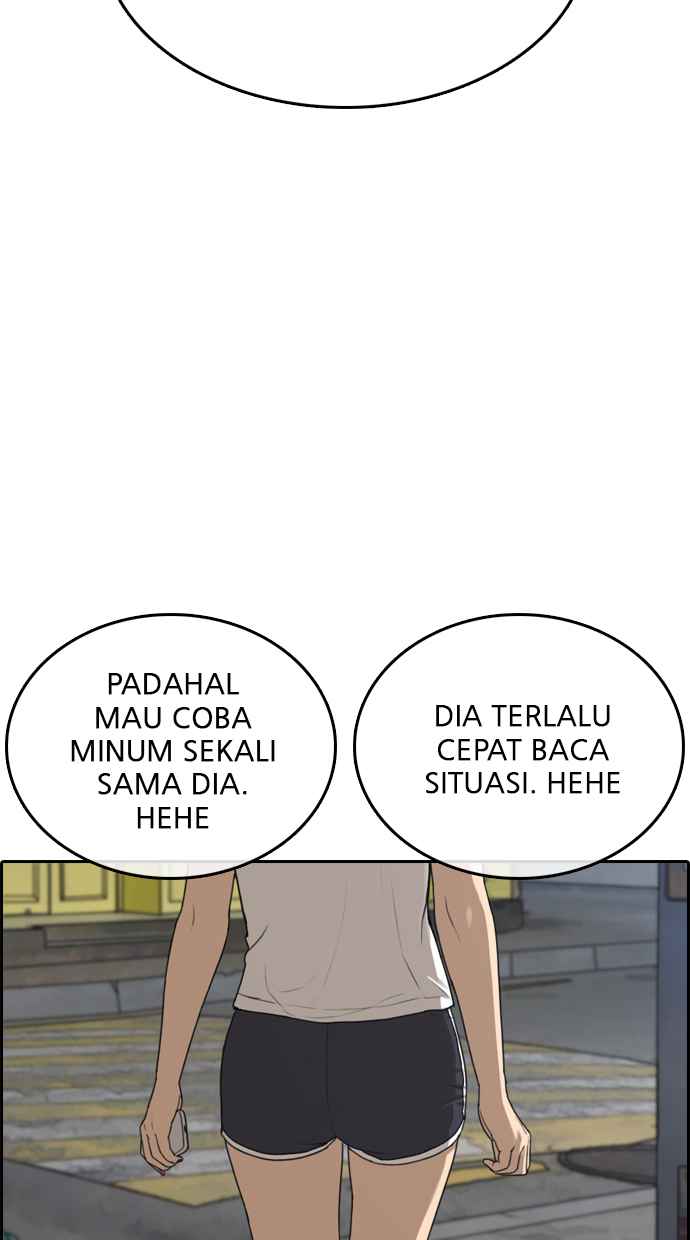 PADAHAL
MAU COBA
MINUM SEKALI
SAMA DIA.
HEHE
DIA TERLALU
CEPAT BACA
SITUASI. HEHE